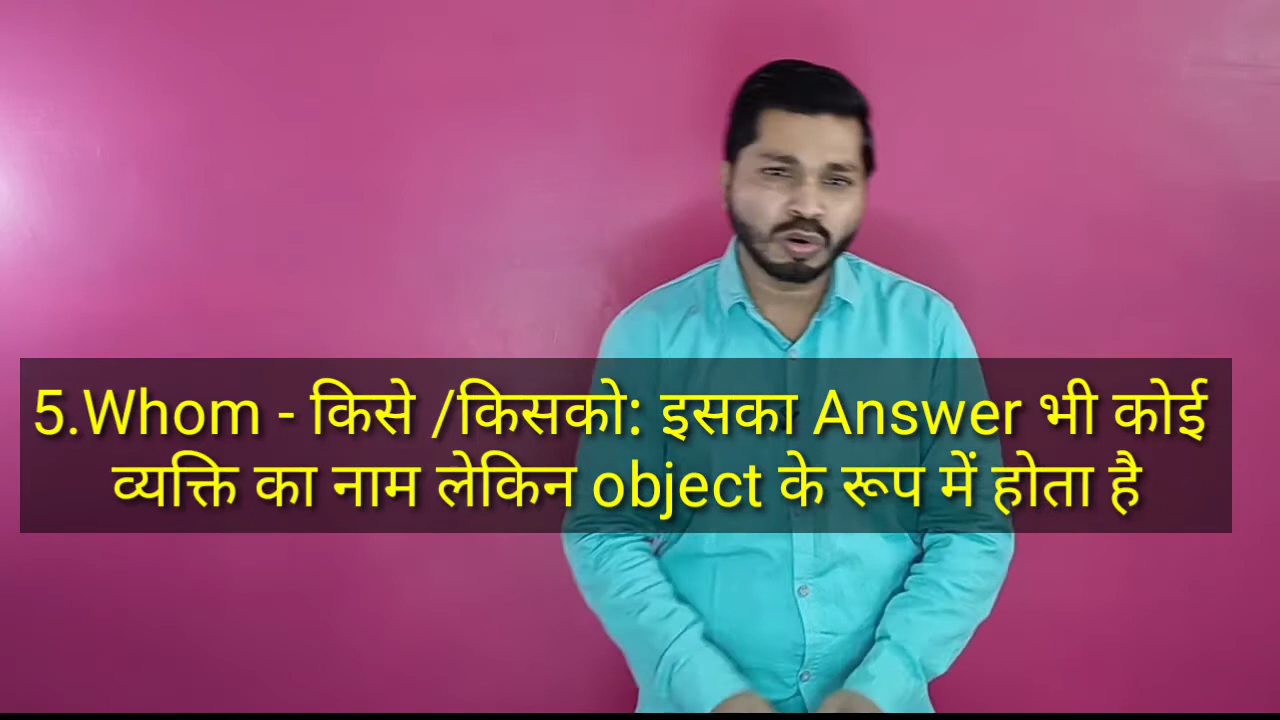 5.Whom - किसे /किसको: इसका Answer भी कोई
व्यक्ति का नाम लेकिन object के रूप में होता है